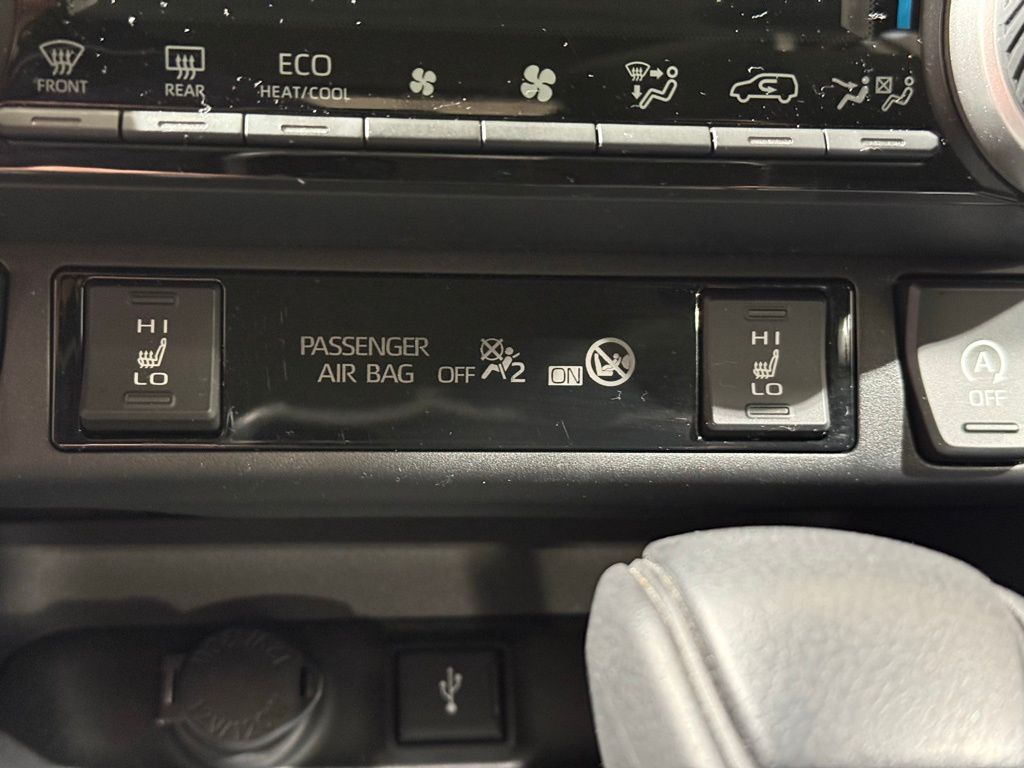 FRONT
REAR
ECO
HEAT/COOL
HI
LO
PASSENGER
AIR BAG OFF 2 ON
HI
LO
A
OFF